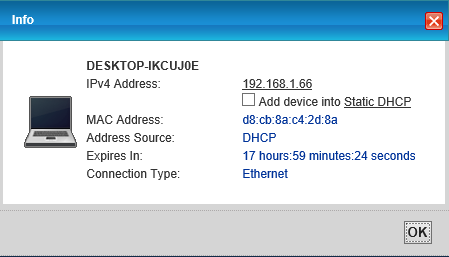 Info
DESKTOP-IKCUJ0E
IPv4 Address: 192.168.1.66
Add device into Static DHCP
MAC Address: d8:cb:8a:c4:2d:8a
Address Source: DHCP
Expires In: 17 hours:59 minutes:24 seconds
Connection Type: Ethernet
OK